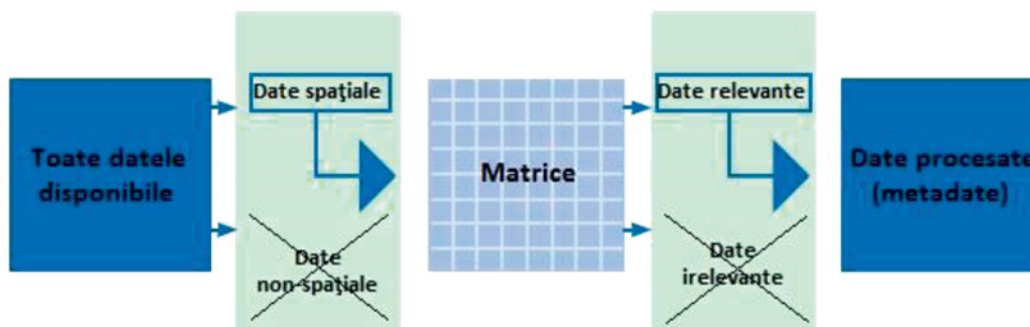 Toate datele
disponibile
Date spaţiale
Date
non-spaţiale
Matrice
Date relevante
Date
irelevante
Date procesate
(metadate)